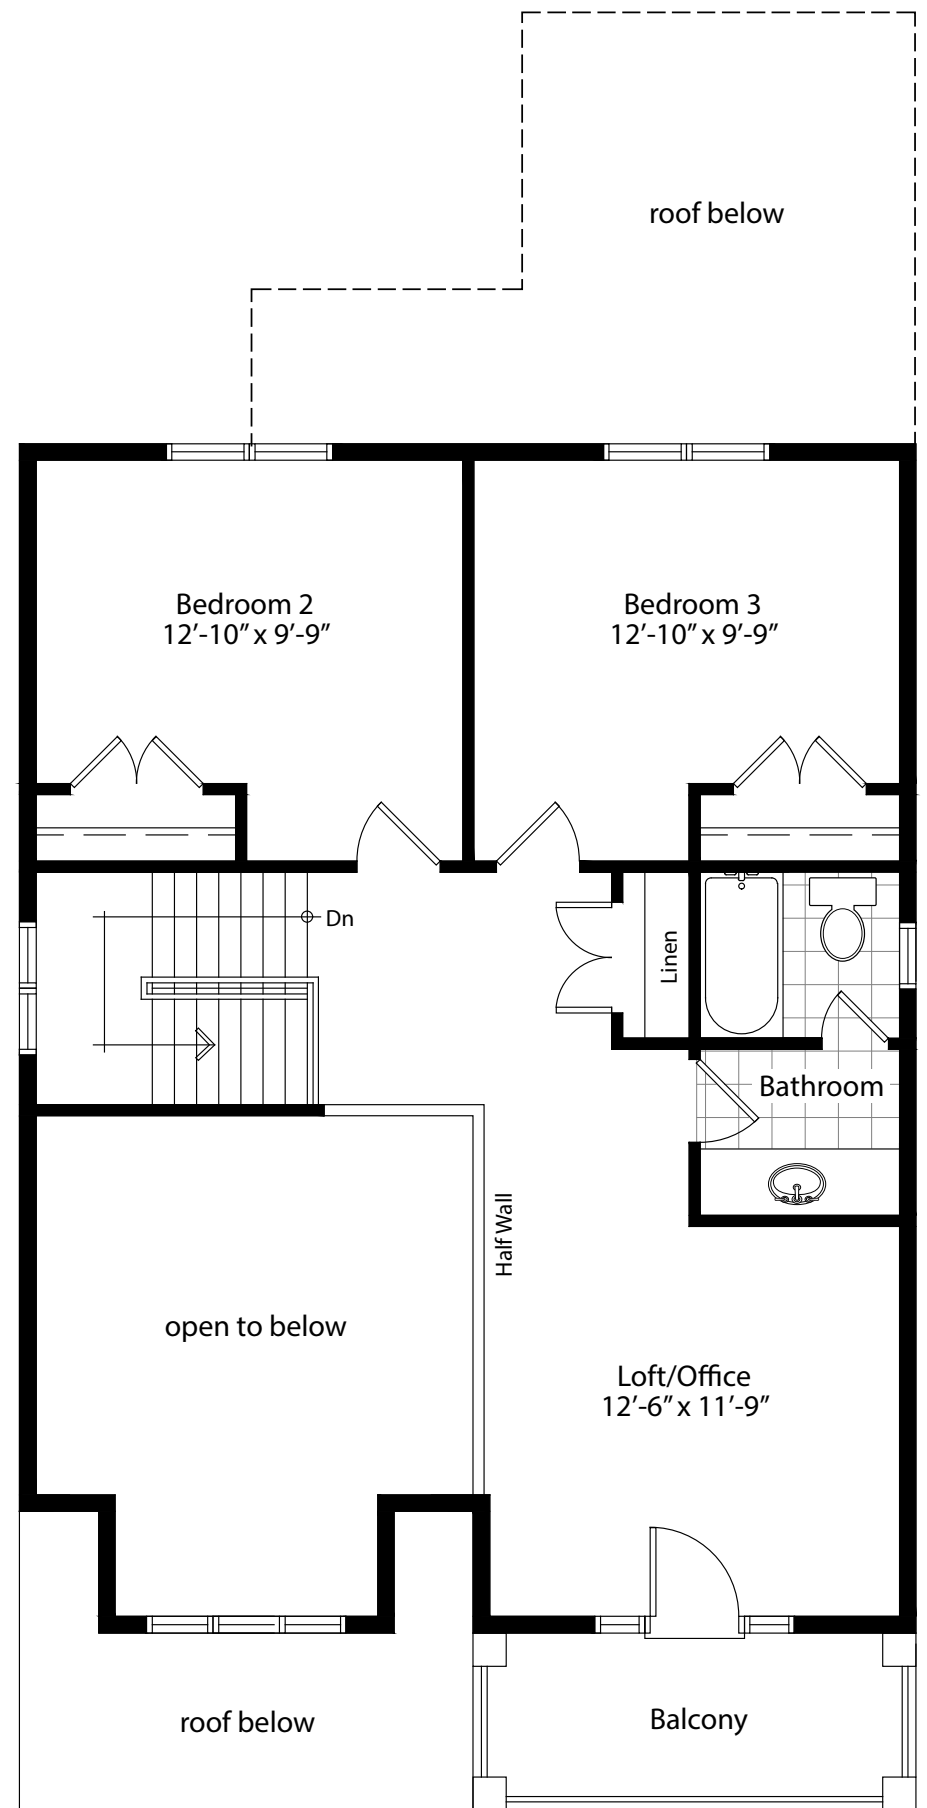 roof below
Bedroom 2
12’-10” x 9’-9”
Bedroom 3
12’-10” x 9’-9”
Dn
Linen
Bathroom
Half Wall
open to below
Loft/Office
12’-6” x 11’-9”
roof below
Balcony